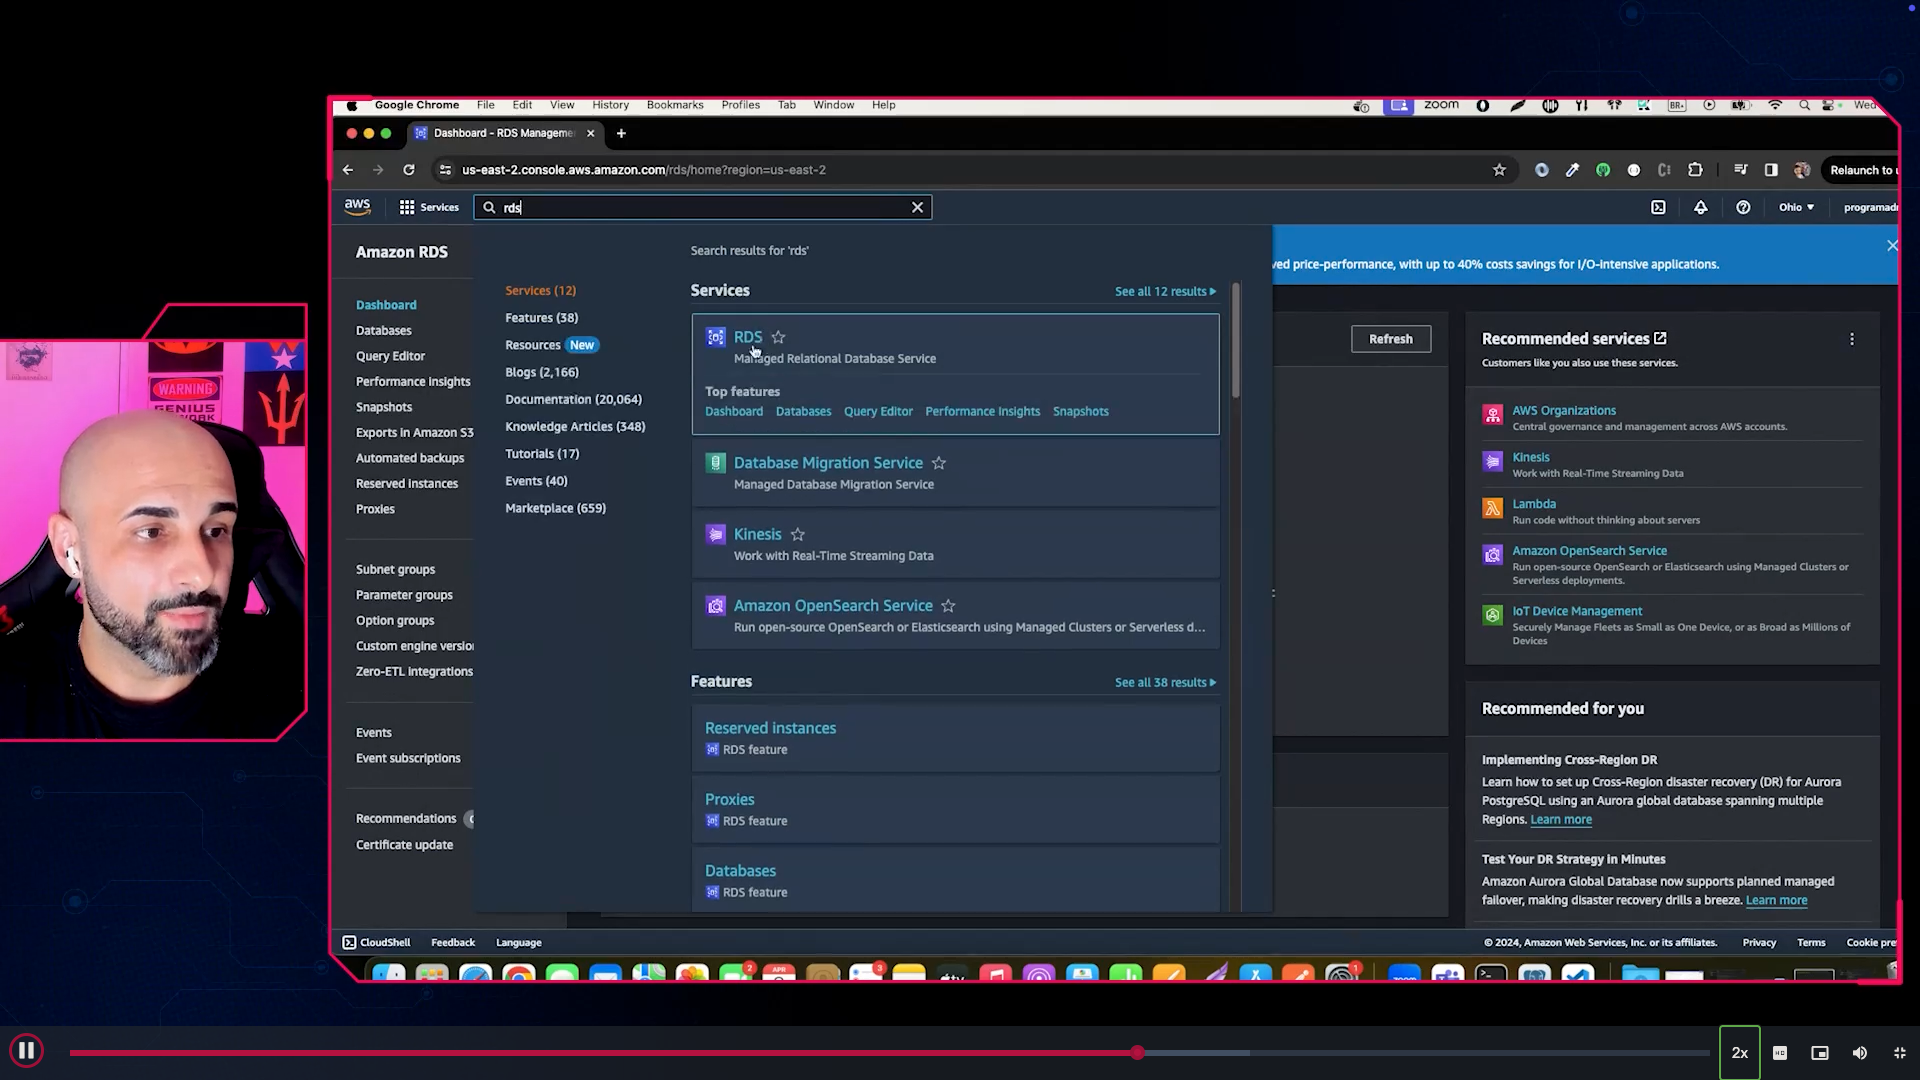 Google Chrome File Edit View History Bookmarks Profiles Tab Window Help
zoom BR Wed
Dashboard - RDS Manageme
us-east-2.console.aws.amazon.com/rds/home?region=us-east-2
Relaunch to u
aws Services rds Ohio programadr
Amazon RDS
Dashboard
Databases
Query Editor
Performance insights
Snapshots
Exports in Amazon S3
Automated backups
Reserved instances
Proxies
Subnet groups
Parameter groups
Option groups
Custom engine versio
Zero-ETL integrations
Events
Event subscriptions
Recommendations
Certificate update
Search results for 'rds'
Services (12)
Features (38)
Resources New
Blogs (2,166)
Documentation (20,064)
Knowledge Articles (348)
Tutorials (17)
Events (40)
Marketplace (659)
Services
See all 12 results
RDS
Managed Relational Database Service
Top features
Dashboard Databases Query Editor Performance Insights Snapshots
Database Migration Service
Managed Database Migration Service
Kinesis
Work with Real-Time Streaming Data
Amazon OpenSearch Service
Run open-source OpenSearch or Elasticsearch using Managed Clusters or Serverless d...
Features
See all 38 results
Reserved instances
RDS feature
Proxies
RDS feature
Databases
RDS feature
ved price-performance, with up to 40% costs savings for I/O-intensive applications.
Refresh
Recommended services
Customers like you also use these services.
AWS Organizations
Central governance and management across AWS accounts.
Kinesis
Work with Real-Time Streaming Data
Lambda
Run code without thinking about servers
Amazon OpenSearch Service
Run open-source OpenSearch or Elasticsearch using Managed Clusters or
Serverless deployments.
IoT Device Management
Securely Manage Fleets as Small as One Device, or as Broad as Millions of
Devices
Recommended for you
Implementing Cross-Region DR
Learn how to set up Cross-Region disaster recovery (DR) for Aurora
PostgreSQL using an Aurora global database spanning multiple
Regions. Learn more
Test Your DR Strategy in Minutes
Amazon Aurora Global Database now supports planned managed
failover, making disaster recovery drills a breeze. Learn more
CloudShell Feedback Language
© 2024, Amazon Web Services, Inc. or its affiliates. Privacy Terms Cookie pre
WARNING
GENIUS
WORK
2 APR 3 tv 1
zoom
2x HD